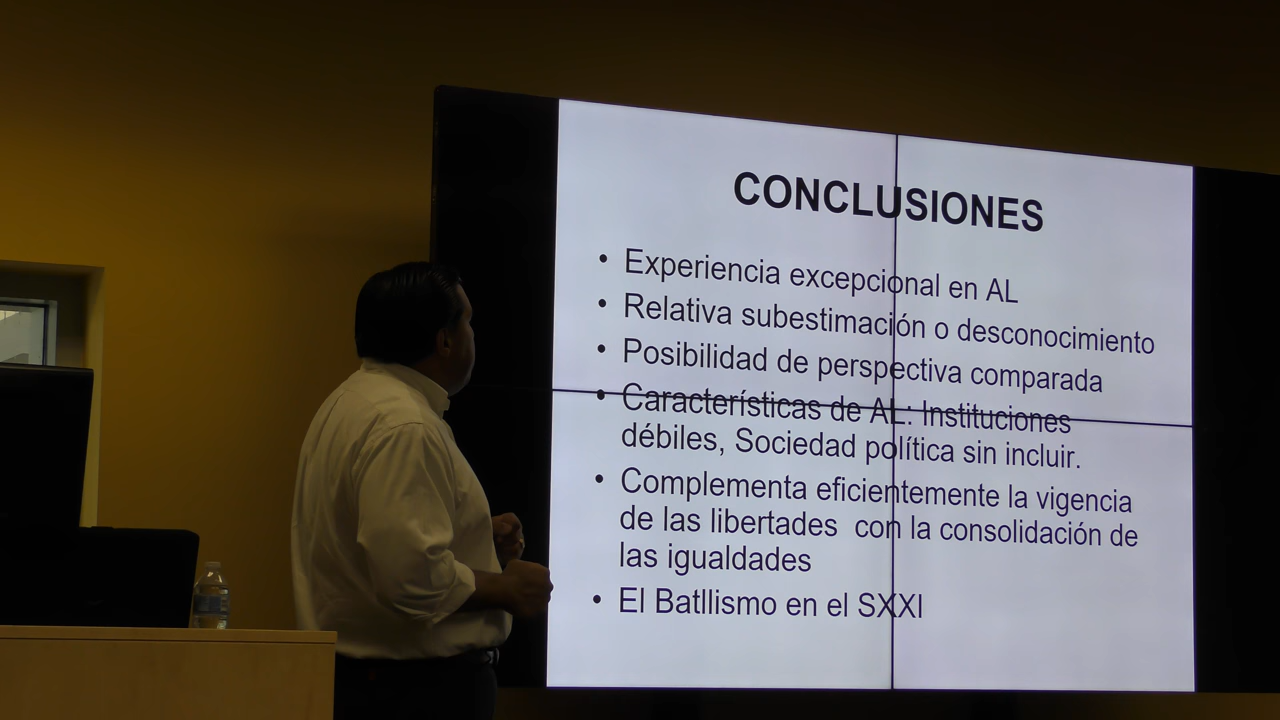 CONCLUSIONES
• Experiencia excepcional en AL
• Relativa subestimación o desconocimiento
• Posibilidad de perspectiva comparada
• Características de AL: Instituciones
débiles, Sociedad política sin incluir.
• Complementa eficientemente la vigencia
de las libertades con la consolidación de
las igualdades
• El Batllismo en el SXXI